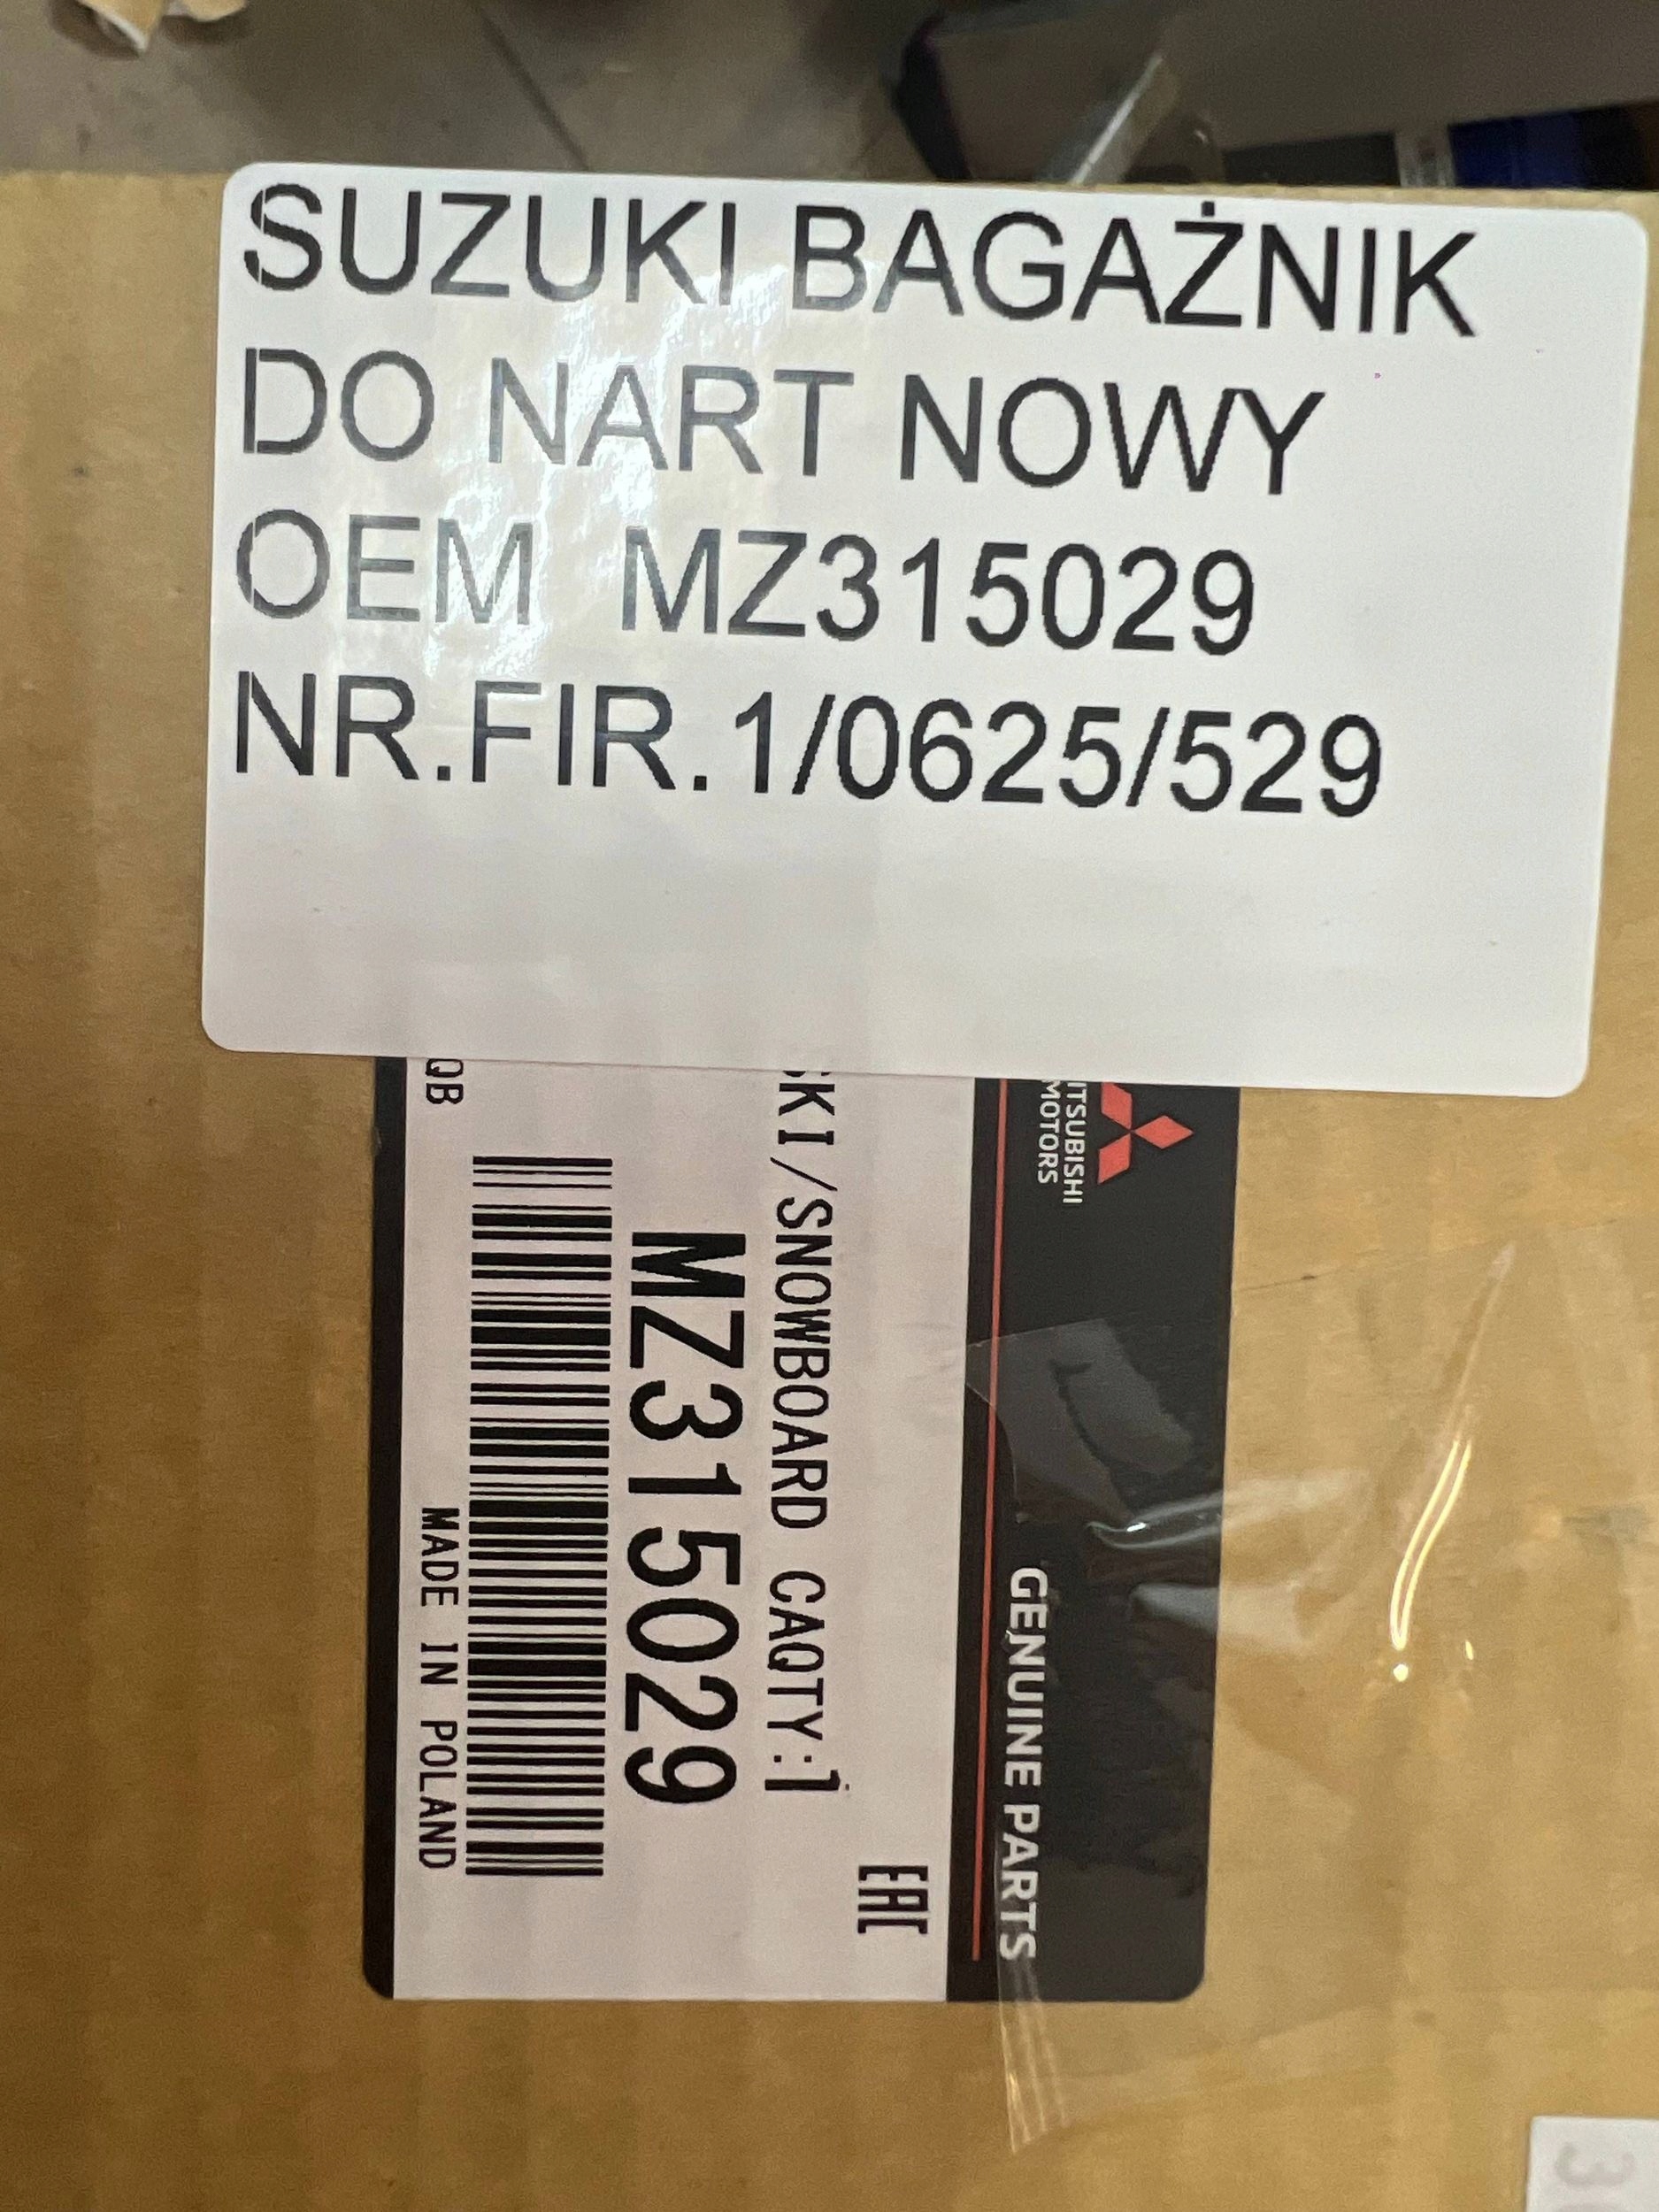 SUZUKI BAGAŻNIK
DO NART NOWY
OEM MZ315029
NR.FIR.1/0625/529
ITSUBISHI
MOTORS
GENUINE PARTS
EAC
SKI/SNOWBOARD CAQTY:1
MZ315029
QB
MADE IN POLAND